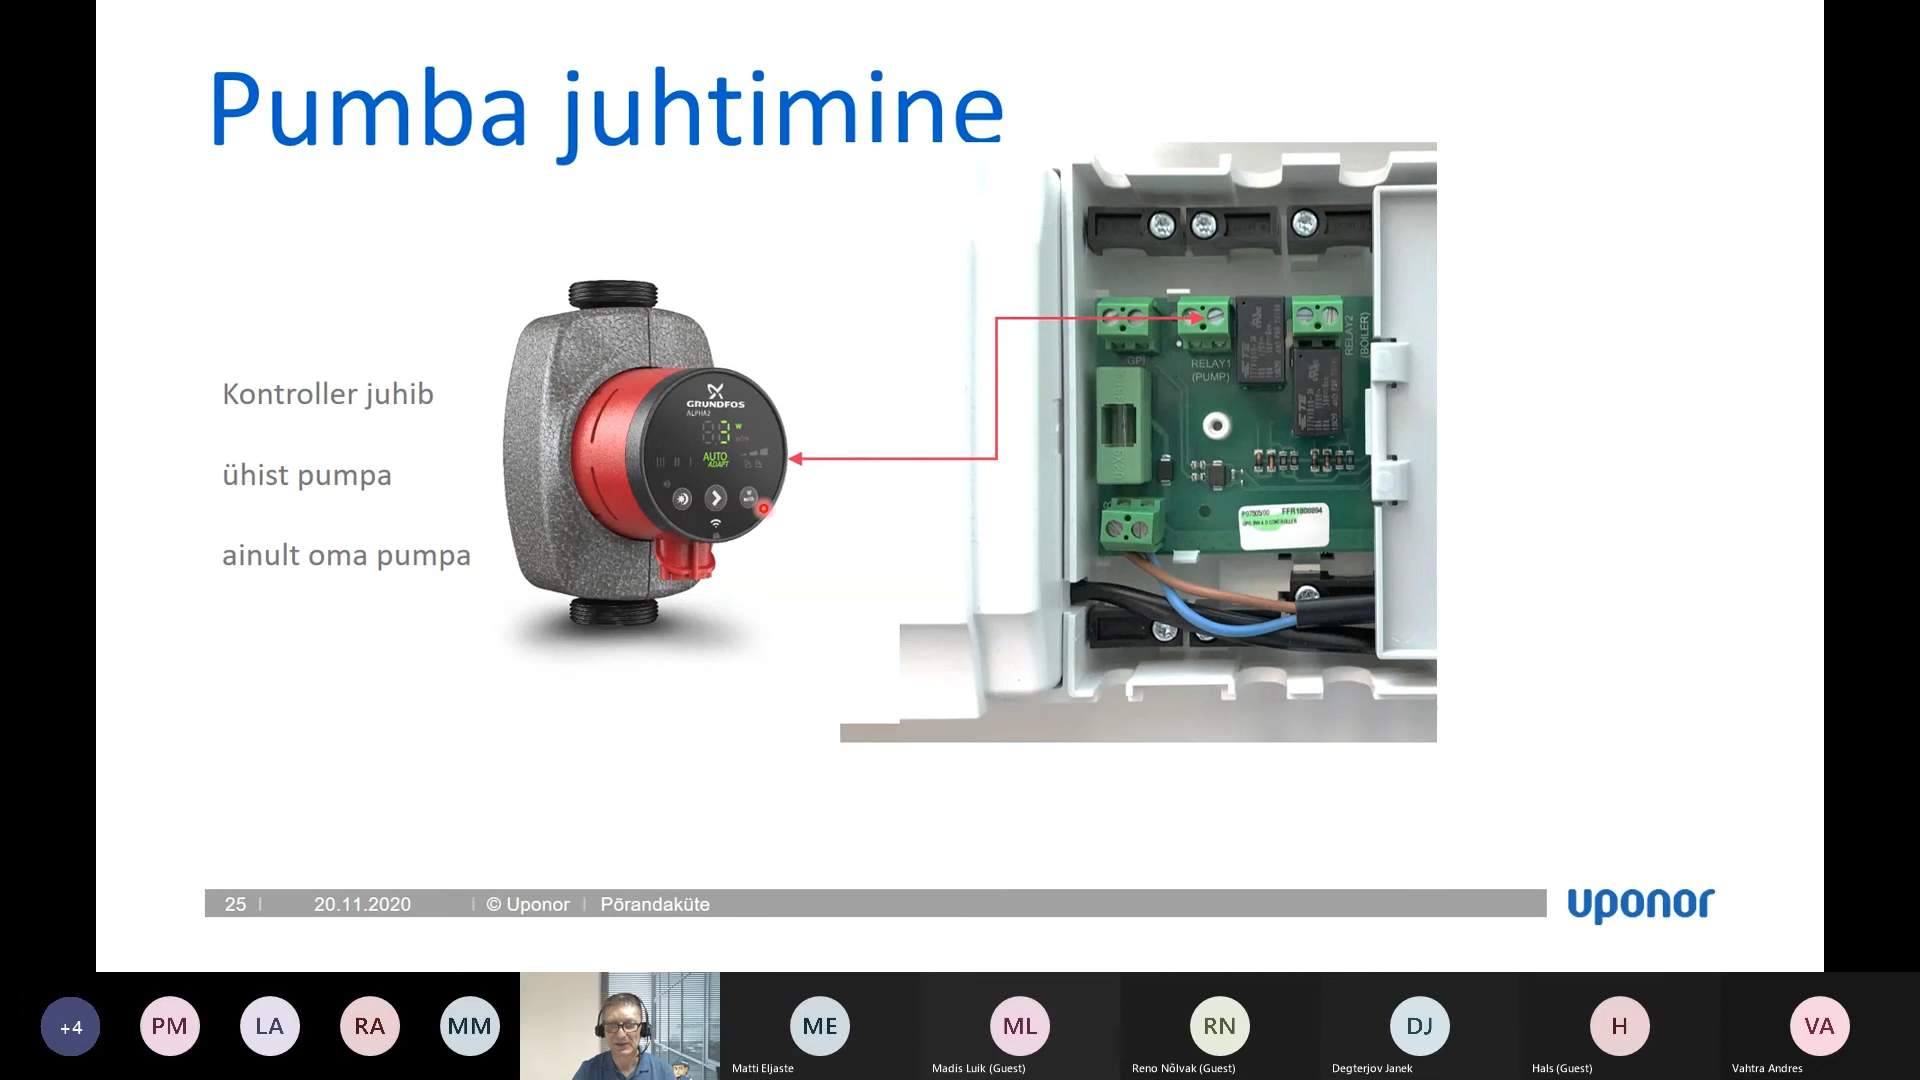 Pumba juhtimine
Kontroller juhib
ühist pumpa
ainult oma pumpa
GRUNDFOS
ALPHA2
3 W
AUTO
ADAPT
GPI
RELAY1
(PUMP)
RELAY2
(BOILER)
FFR1808894
25 | 20.11.2020 | © Uponor | Põrandaküte
uponor
+4
PM
LA
RA
MM
ME
ML
RN
DJ
H
VA
Matti Eljaste
Madis Luik (Guest)
Reno Nõlvak (Guest)
Degterjov Janek
Hals (Guest)
Vahtra Andres